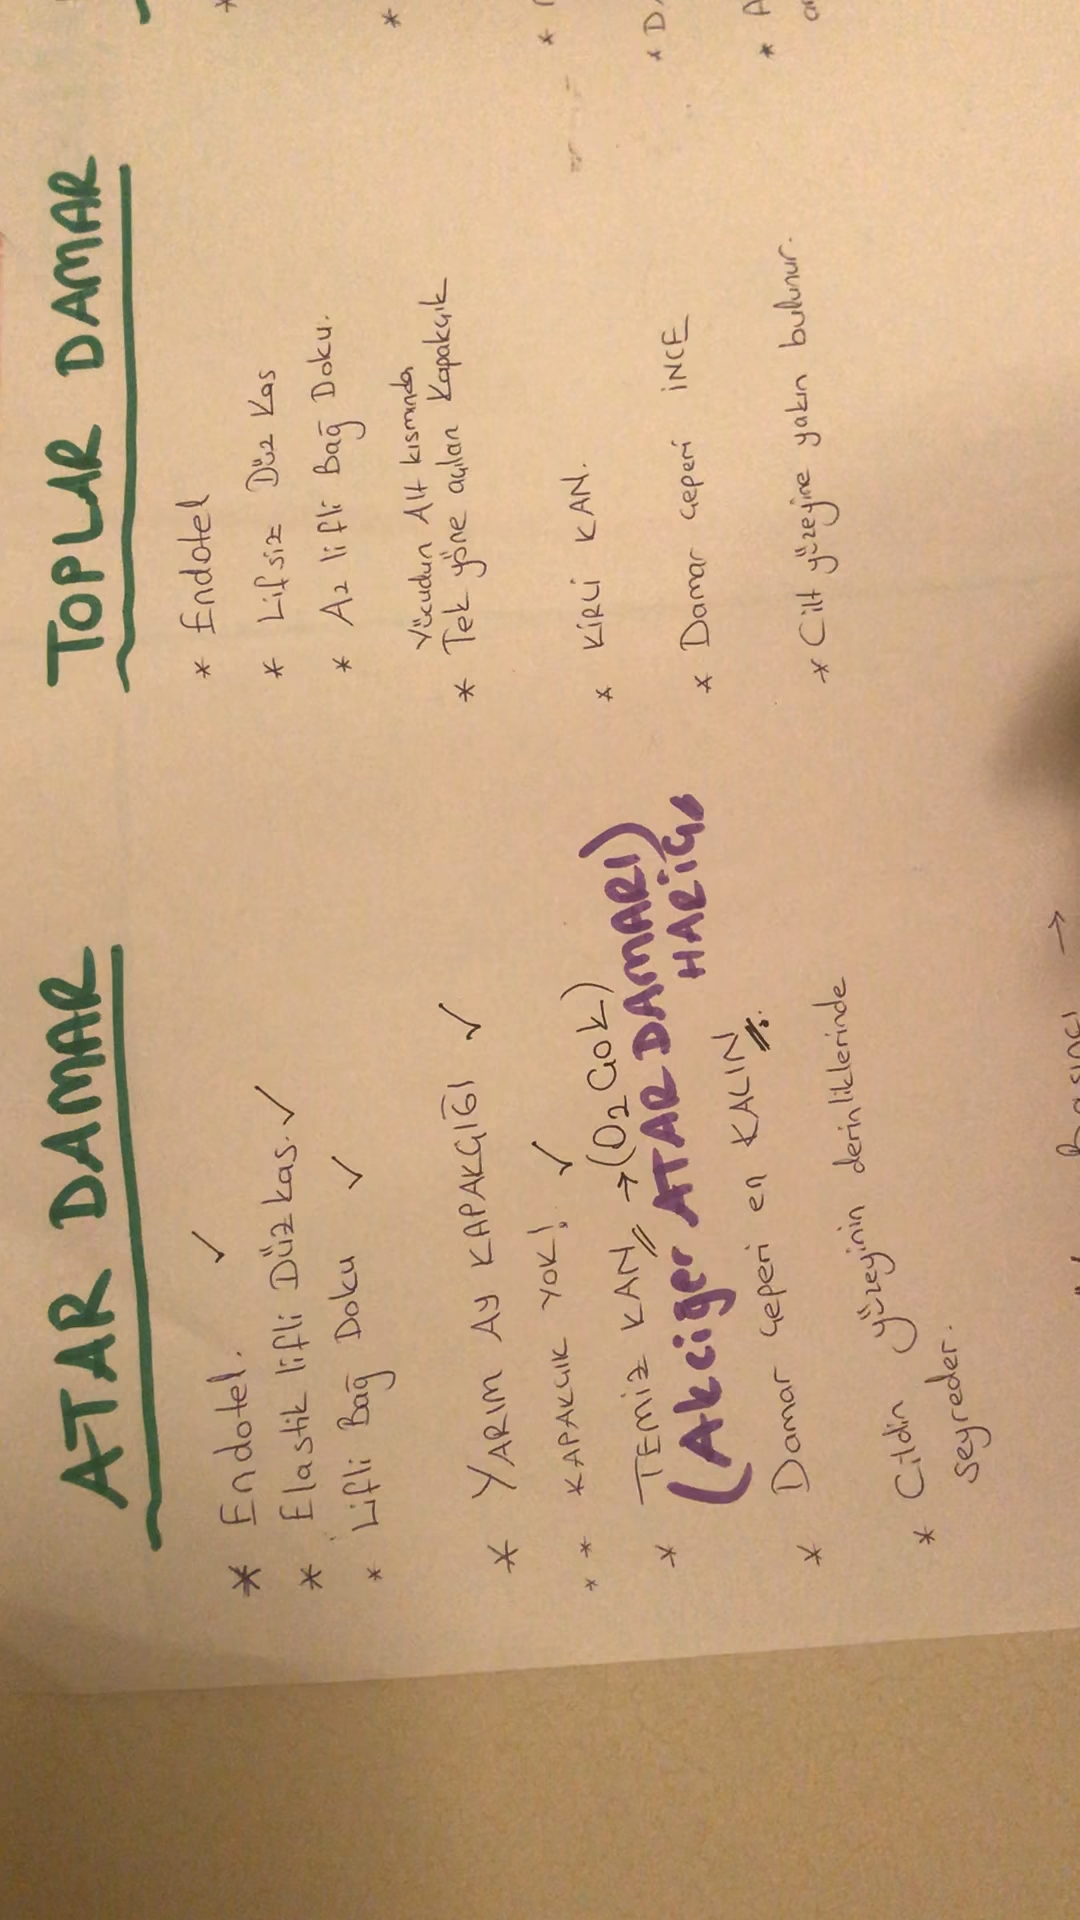 ATAR DAMAR
* Endotel. ✓
* Elastik lifli Düz kas. ✓
* Lifli Bağ Doku ✓
* YARIM AY KAPAKÇIĞI ✓
* * KAPAKÇIK YOK! ✓
* TEMİZ KAN → (O₂ ÇOK)
(Akciğer ATAR DAMARI)
HARİÇ
* Damar çeperi en KALIN
* Cildin yüzeyinin derinliklerinde
seyreder.
TOPLAR DAMAR
* Endotel
* Lifsiz Düz Kas
* Az lifli Bağ Doku.
Vücudun Alt kısmında
* Tek yöne açılan Kapakçık
* KİRLİ KAN.
* Damar çeperi İNCE
* Cilt yüzeyine yakın bulunur.